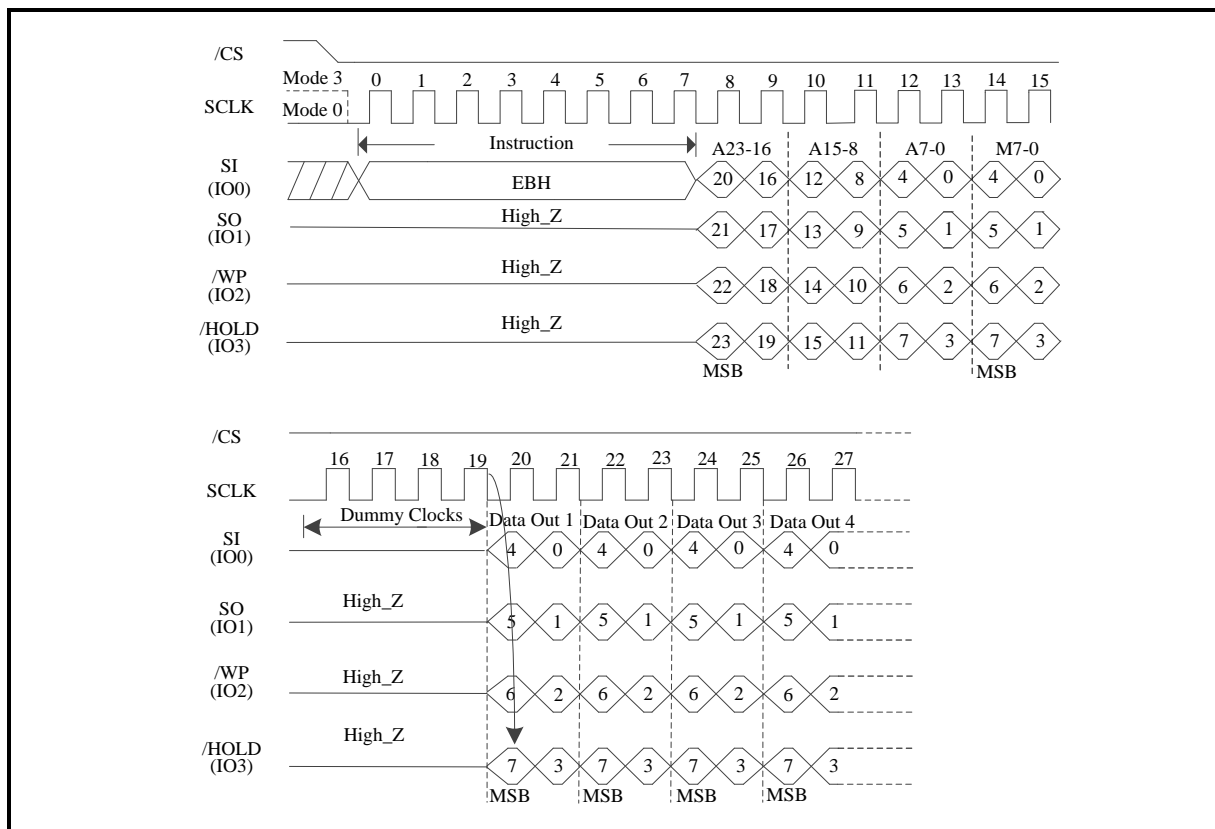 /CS
Mode 3 0 1 2 3 4 5 6 7 8 9 10 11 12 13 14 15
SCLK Mode 0
Instruction A23-16 A15-8 A7-0 M7-0
SI
(IO0) EBH 20 16 12 8 4 0 4 0
SO
(IO1) High_Z 21 17 13 9 5 1 5 1
/WP
(IO2) High_Z 22 18 14 10 6 2 6 2
/HOLD
(IO3) High_Z 23 19 15 11 7 3 7 3
MSB MSB
/CS
16 17 18 19 20 21 22 23 24 25 26 27
SCLK
Dummy Clocks Data Out 1 Data Out 2 Data Out 3 Data Out 4
SI
(IO0) 4 0 4 0 4 0 4 0
SO
(IO1) High_Z 5 1 5 1 5 1 5 1
/WP
(IO2) High_Z 6 2 6 2 6 2 6 2
/HOLD
(IO3) High_Z 7 3 7 3 7 3 7 3
MSB MSB MSB MSB